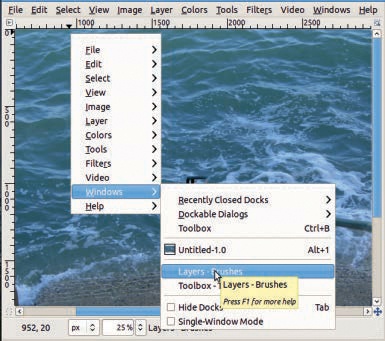 File Edit Select View Image Layer Colors Tools Filters Video Windows Help
1000 1500 2000 2500
File
Edit
Select
View
Image
Layer
Colors
Tools
Filters
Video
Windows
Help
Recently Closed Docks
Dockable Dialogs
Toolbox Ctrl+B
Untitled-1.0 Alt+1
Layers - Brushes
Toolbox -
Layers - Brushes
Press F1 for more help
Hide Docks Tab
Single-Window Mode
952, 20 px 25 %